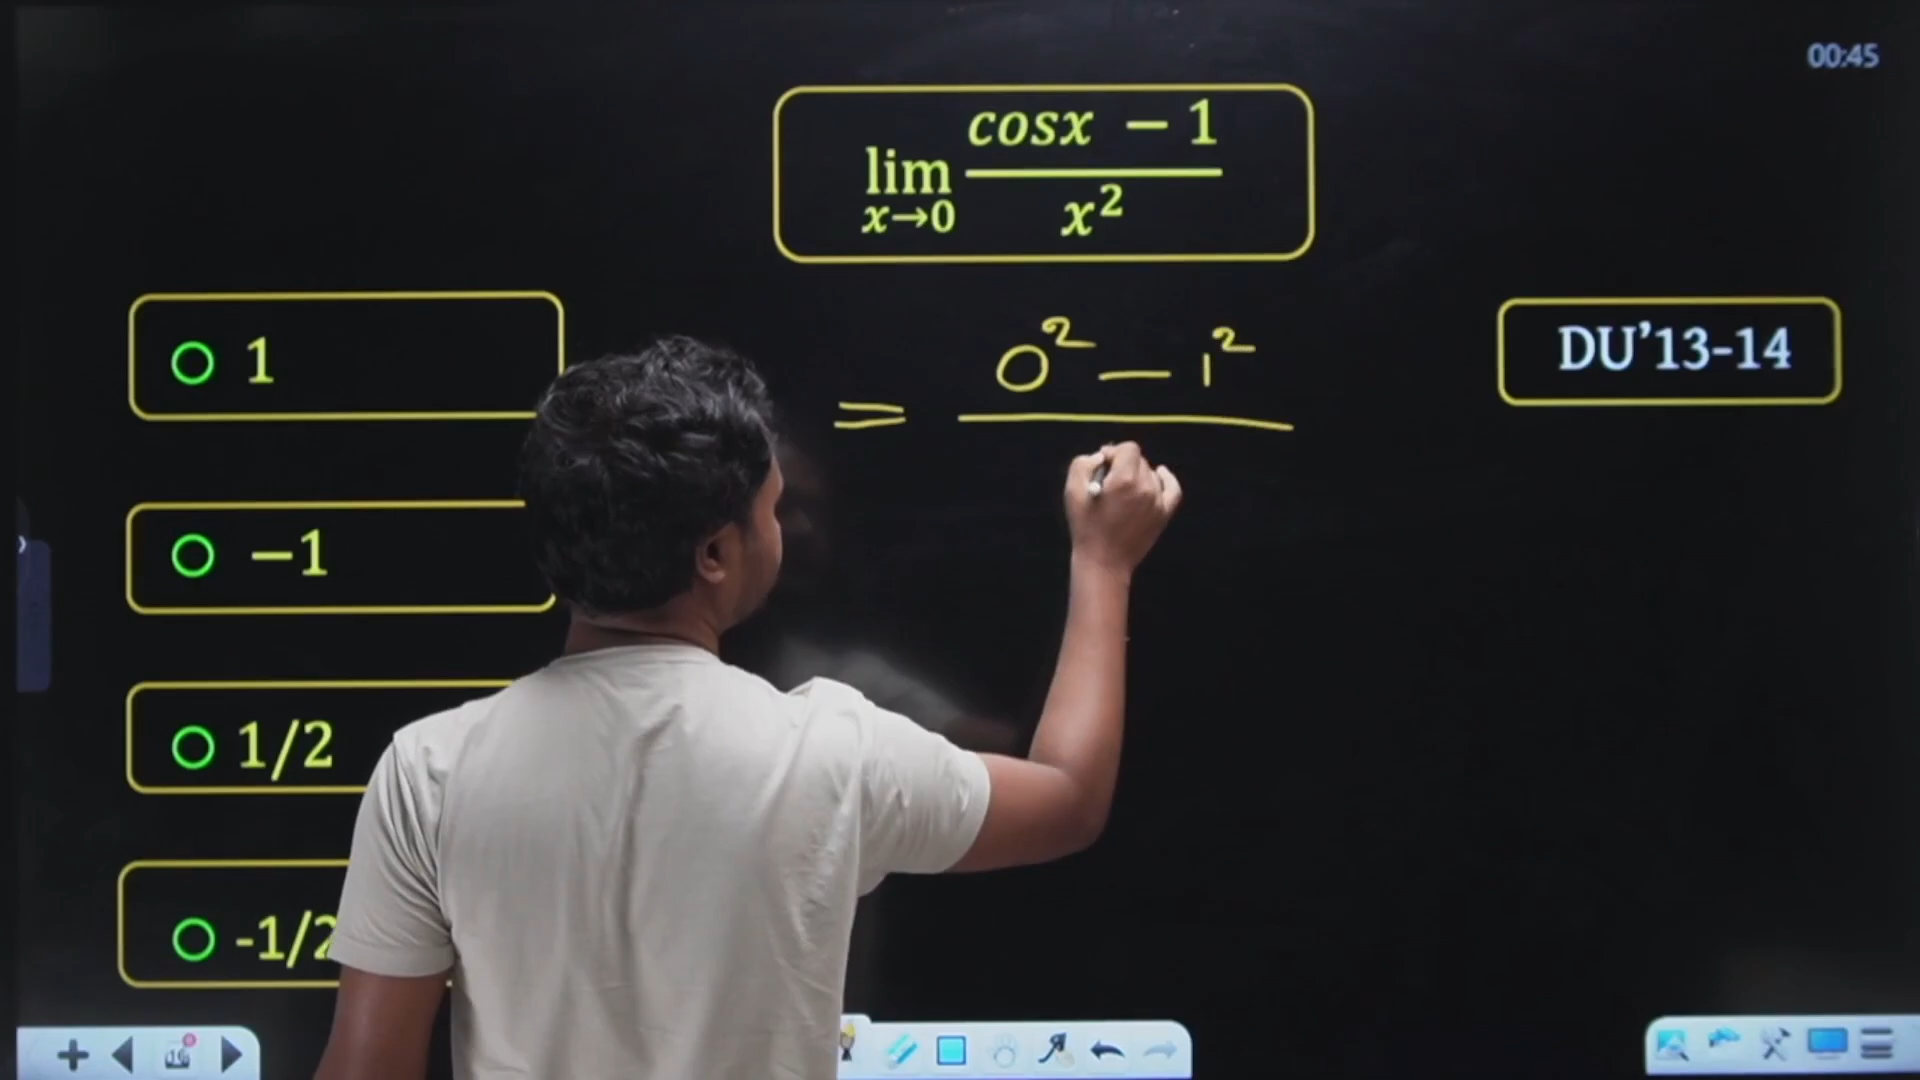 00:45
lim x→0 (cosx − 1)/x²
DU'13-14
= 0² − 1²
1
−1
1/2
-1/2